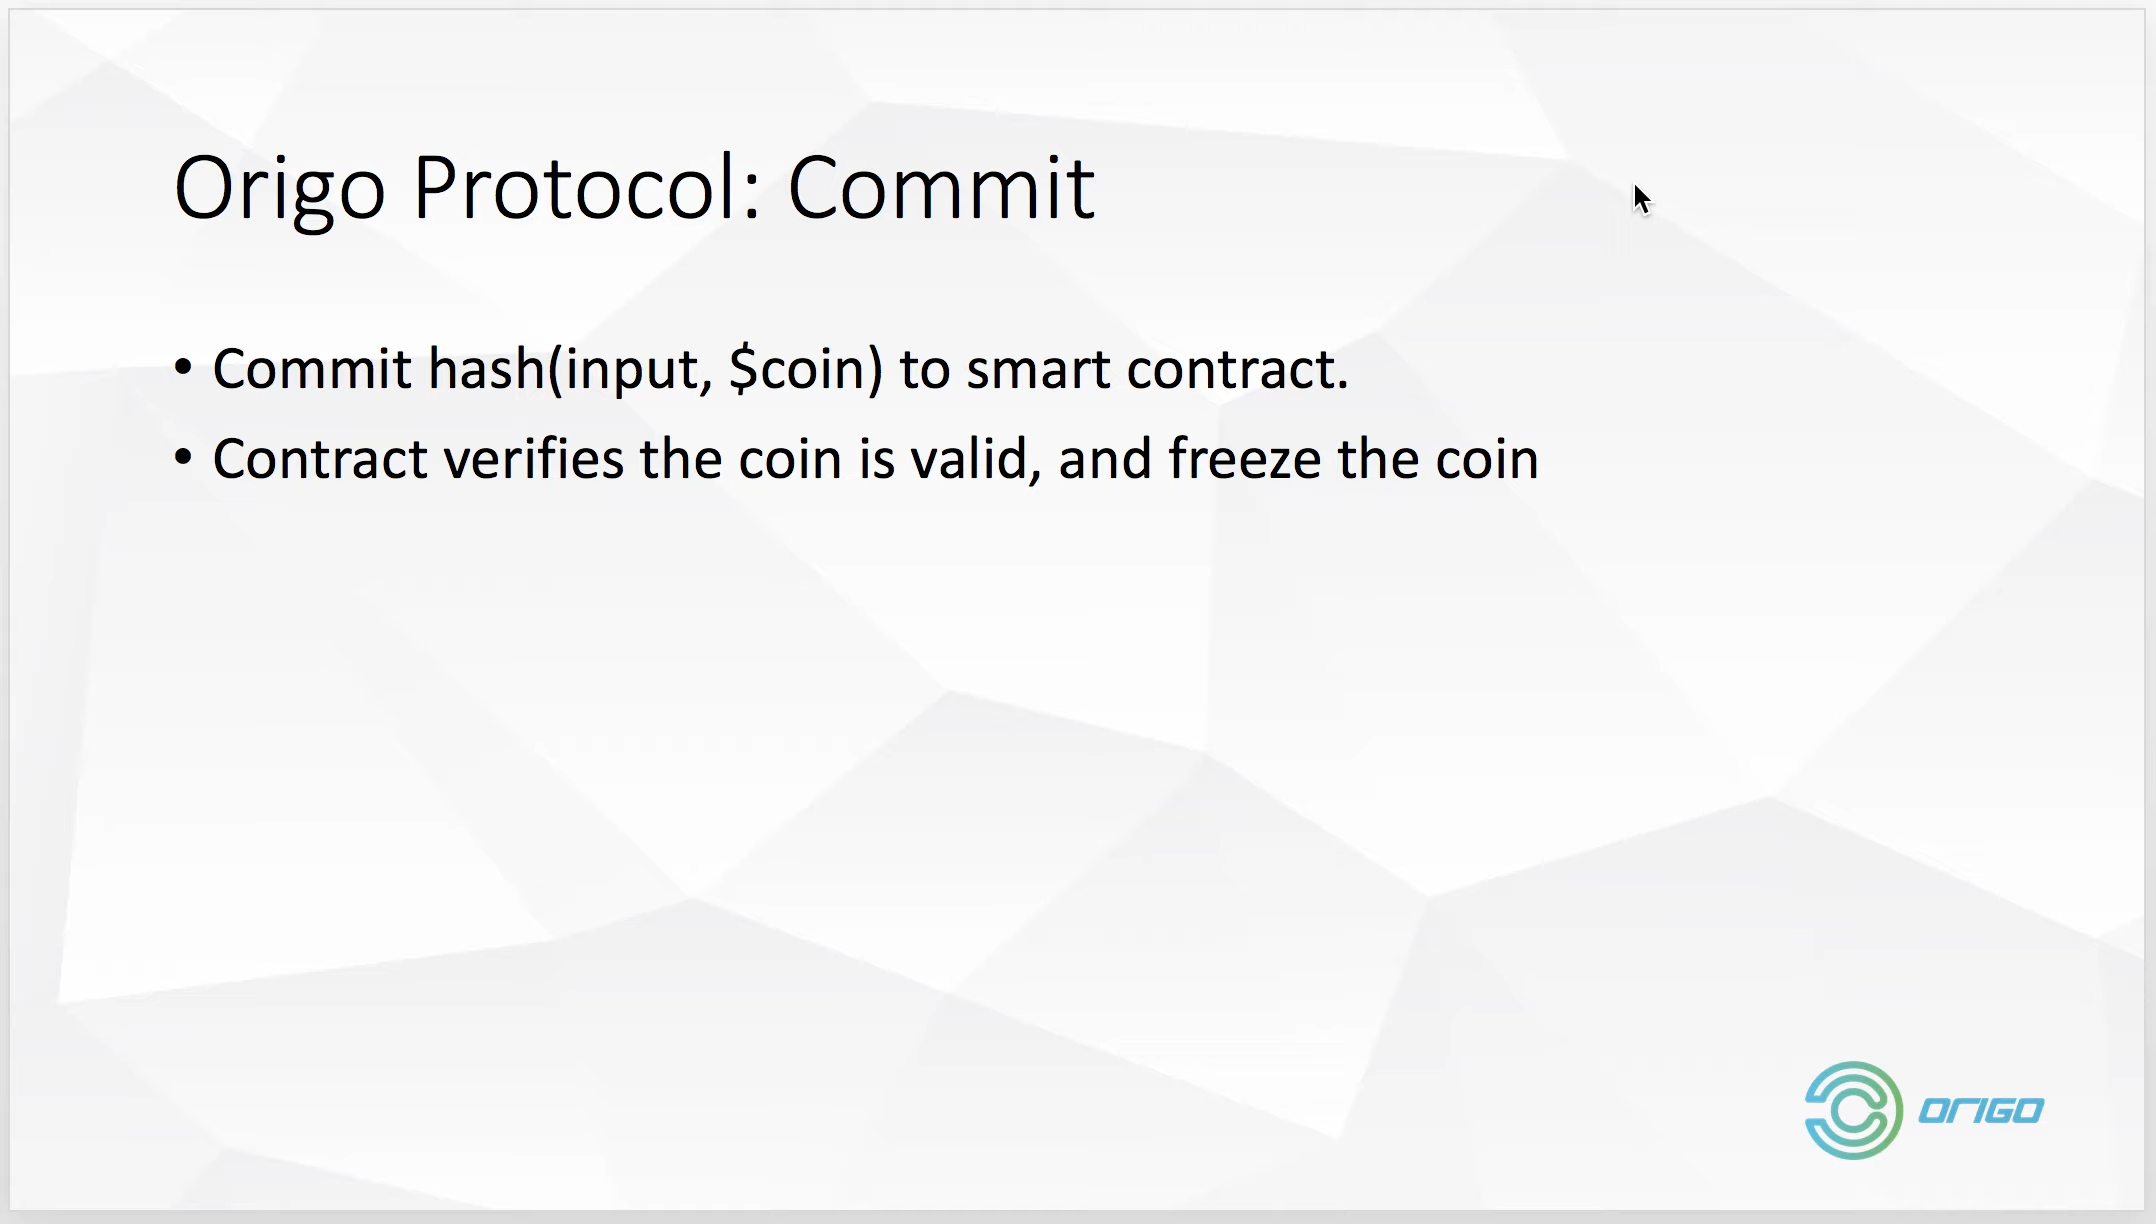 Origo Protocol: Commit
• Commit hash(input, $coin) to smart contract.
• Contract verifies the coin is valid, and freeze the coin
ORIGO